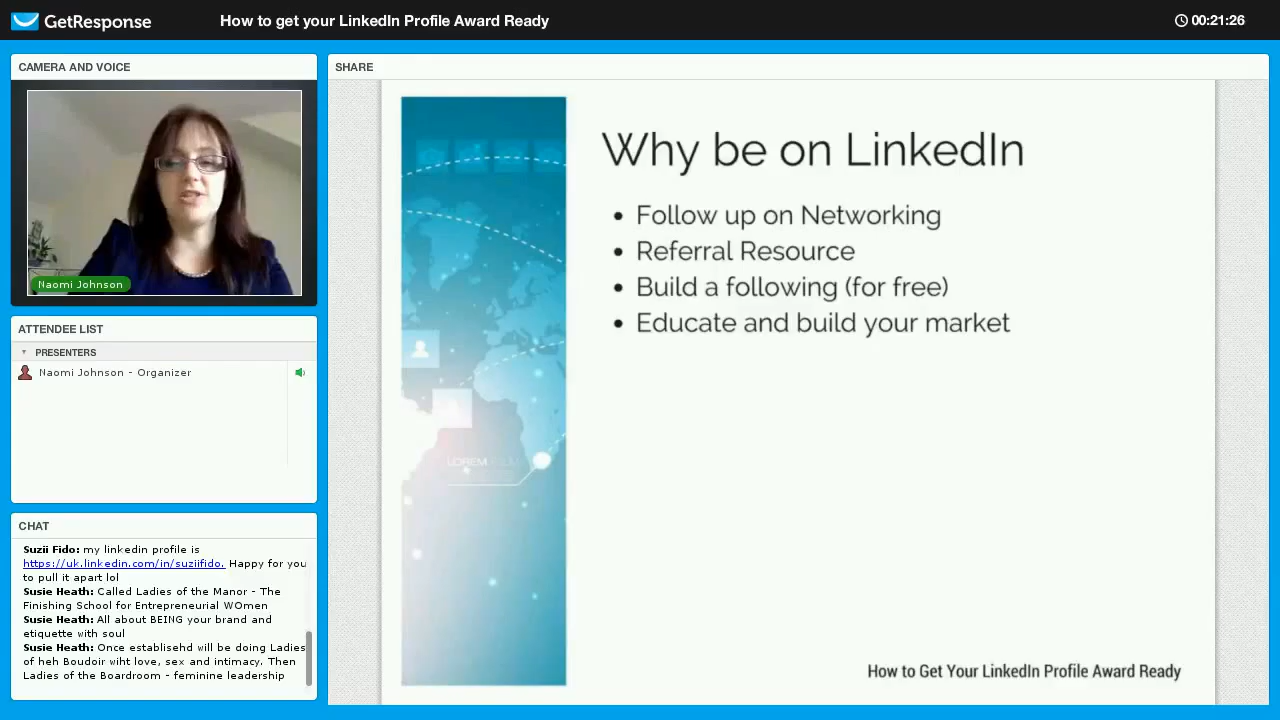 GetResponse
How to get your LinkedIn Profile Award Ready
00:21:26
CAMERA AND VOICE
Naomi Johnson
ATTENDEE LIST
PRESENTERS
Naomi Johnson - Organizer
CHAT
Suzii Fido: my linkedin profile is
https://uk.linkedin.com/in/suziifido. Happy for you
to pull it apart lol
Susie Heath: Called Ladies of the Manor - The
Finishing School for Entrepreneurial WOmen
Susie Heath: All about BEING your brand and
etiquette with soul
Susie Heath: Once establisehd will be doing Ladies
of heh Boudoir wiht love, sex and intimacy. Then
Ladies of the Boardroom - feminine leadership
SHARE
Why be on LinkedIn
• Follow up on Networking
• Referral Resource
• Build a following (for free)
• Educate and build your market
LOREM
How to Get Your LinkedIn Profile Award Ready